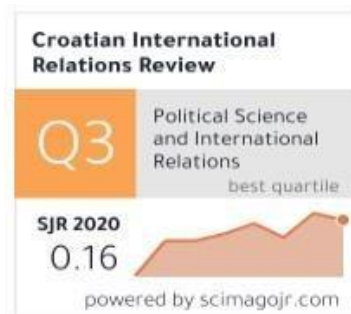 Croatian International
Relations Review
Q3
Political Science
and International
Relations
best quartile
SJR 2020
0.16
powered by scimagojr.com